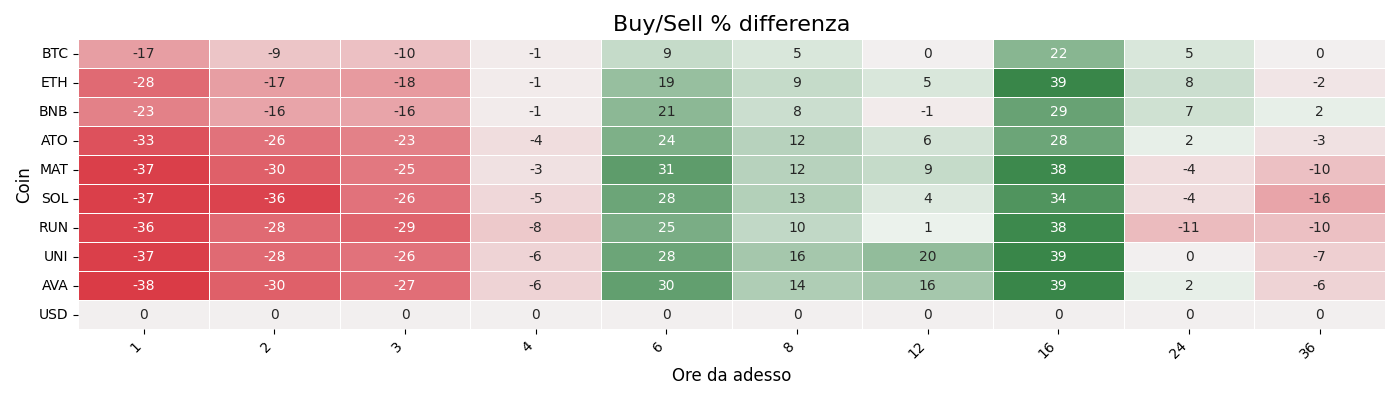 Buy/Sell % differenza
Coin
BTC -17 -9 -10 -1 9 5 0 22 5 0
ETH -28 -17 -18 -1 19 9 5 39 8 -2
BNB -23 -16 -16 -1 21 8 -1 29 7 2
ATO -33 -26 -23 -4 24 12 6 28 2 -3
MAT -37 -30 -25 -3 31 12 9 38 -4 -10
SOL -37 -36 -26 -5 28 13 4 34 -4 -16
RUN -36 -28 -29 -8 25 10 1 38 -11 -10
UNI -37 -28 -26 -6 28 16 20 39 0 -7
AVA -38 -30 -27 -6 30 14 16 39 2 -6
USD 0 0 0 0 0 0 0 0 0 0
1 2 3 4 6 8 12 16 24 36
Ore da adesso